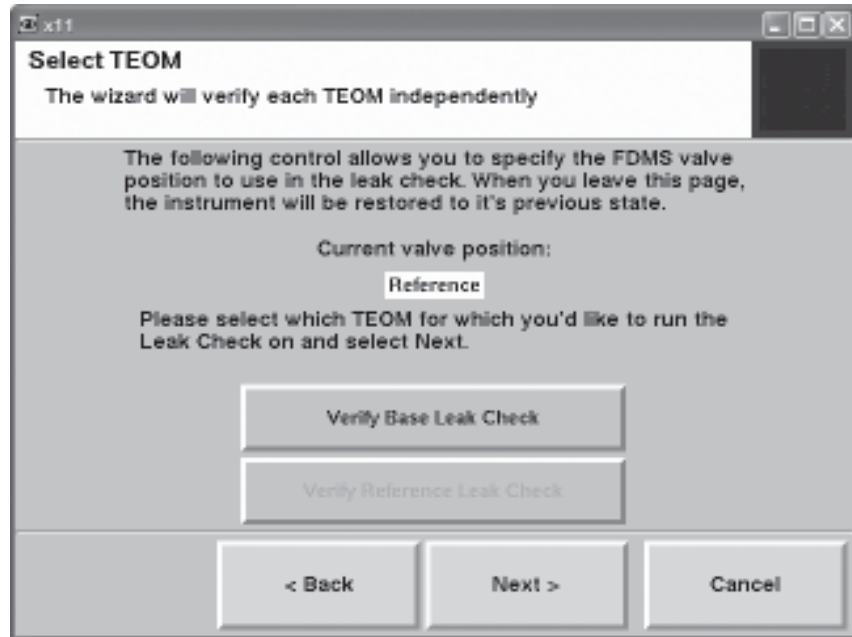 x11
Select TEOM
The wizard will verify each TEOM independently
The following control allows you to specify the FDMS valve
position to use in the leak check. When you leave this page,
the instrument will be restored to it's previous state.
Current valve position:
Reference
Please select which TEOM for which you'd like to run the
Leak Check on and select Next.
Verify Base Leak Check
Verify Reference Leak Check
< Back
Next >
Cancel